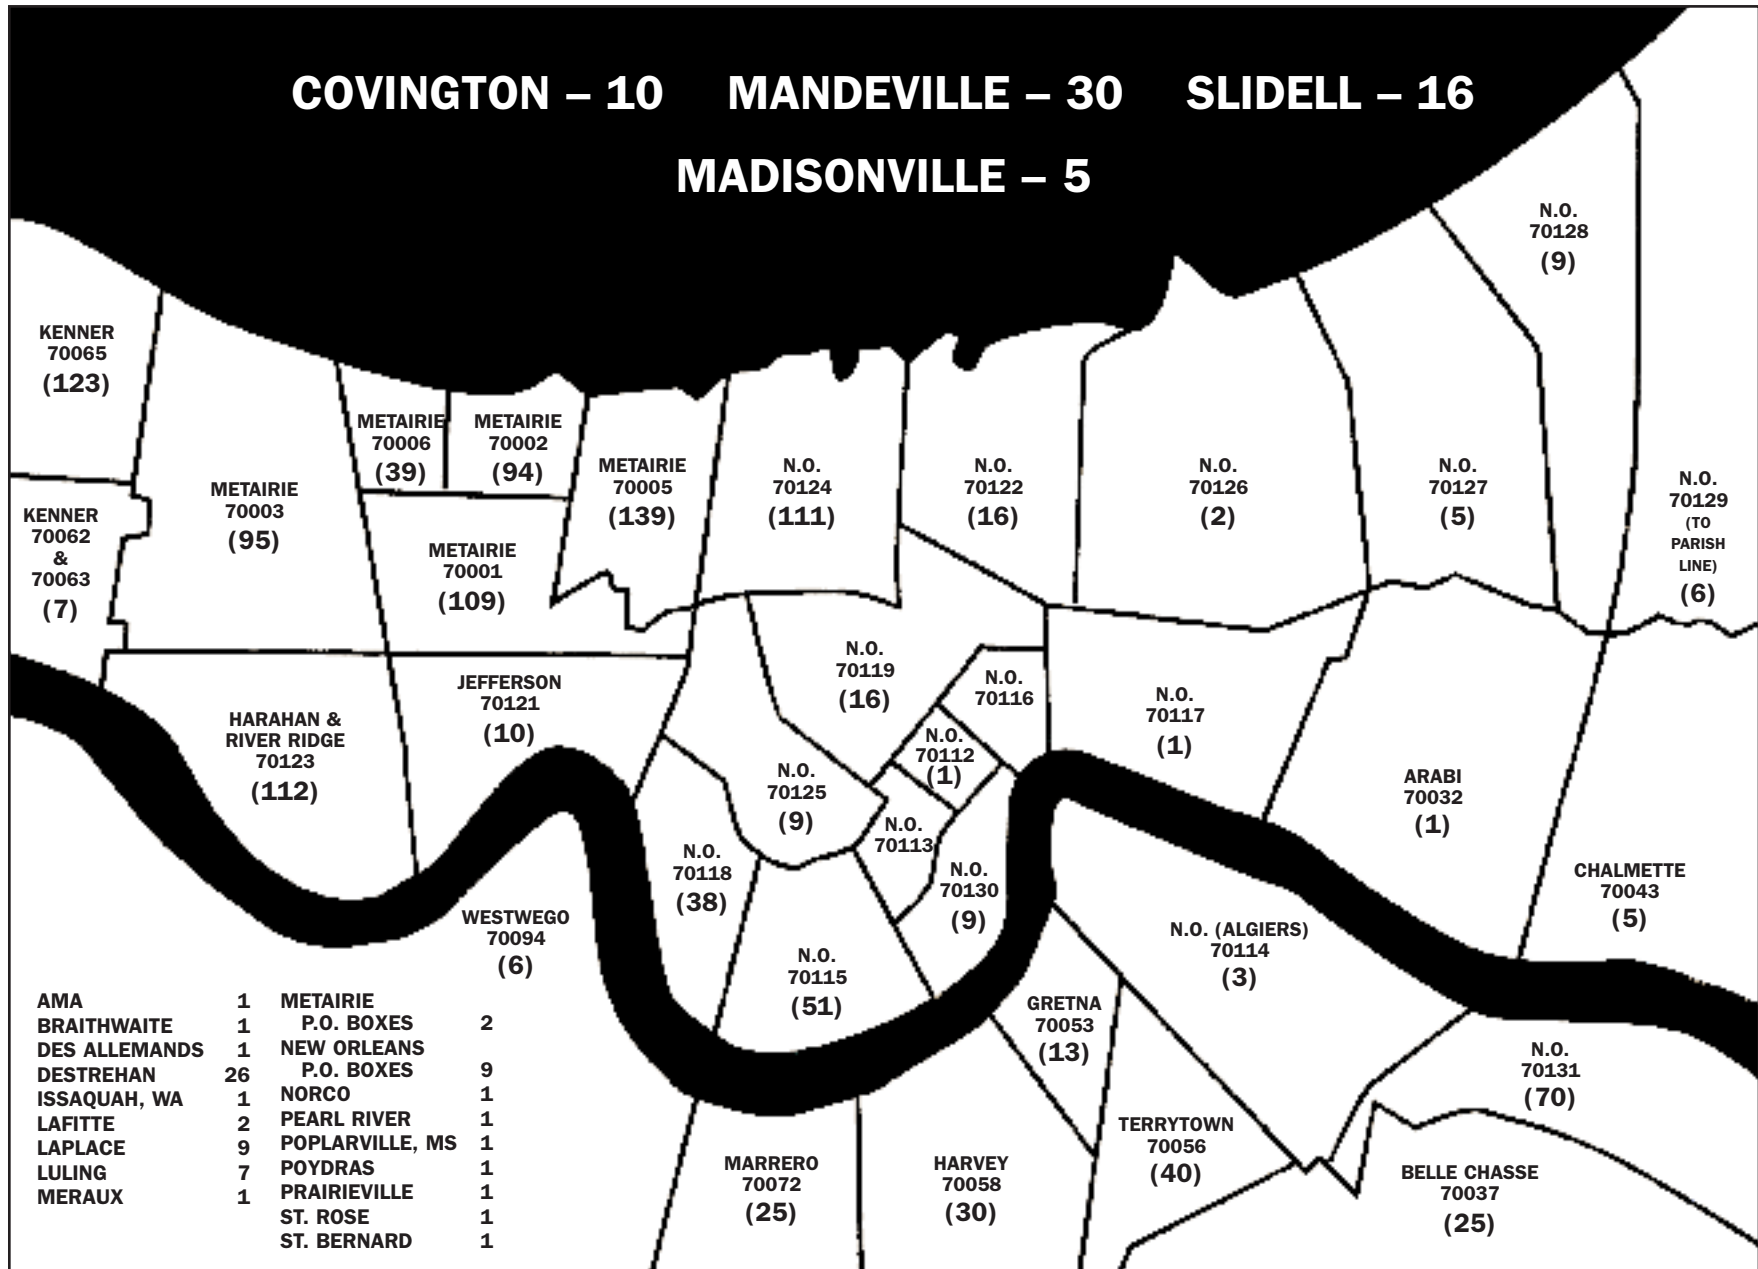 COVINGTON – 10 MANDEVILLE – 30 SLIDELL – 16
MADISONVILLE – 5
N.O.
70128
(9)
KENNER
70065
(123)
METAIRIE
70006
(39)
METAIRIE
70002
(94)
METAIRIE
70005
(139)
N.O.
70124
(111)
N.O.
70122
(16)
N.O.
70126
(2)
N.O.
70127
(5)
N.O.
70129
(TO
PARISH
LINE)
(6)
METAIRIE
70003
(95)
KENNER
70062
&
70063
(7)
METAIRIE
70001
(109)
N.O.
70119
(16)
N.O.
70116
JEFFERSON
70121
(10)
N.O.
70117
(1)
HARAHAN &
RIVER RIDGE
70123
(112)
N.O.
70112
(1)
N.O.
70125
(9)
ARABI
70032
(1)
N.O.
70113
N.O.
70118
(38)
N.O.
70130
(9)
CHALMETTE
70043
(5)
WESTWEGO
70094
(6)
N.O. (ALGIERS)
70114
(3)
N.O.
70115
(51)
GRETNA
70053
(13)
N.O.
70131
(70)
TERRYTOWN
70056
(40)
MARRERO
70072
(25)
HARVEY
70058
(30)
BELLE CHASSE
70037
(25)
AMA 1
BRAITHWAITE 1
DES ALLEMANDS 1
DESTREHAN 26
ISSAQUAH, WA 1
LAFITTE 2
LAPLACE 9
LULING 7
MERAUX 1
METAIRIE
P.O. BOXES 2
NEW ORLEANS
P.O. BOXES 9
NORCO 1
PEARL RIVER 1
POPLARVILLE, MS 1
POYDRAS 1
PRAIRIEVILLE 1
ST. ROSE 1
ST. BERNARD 1